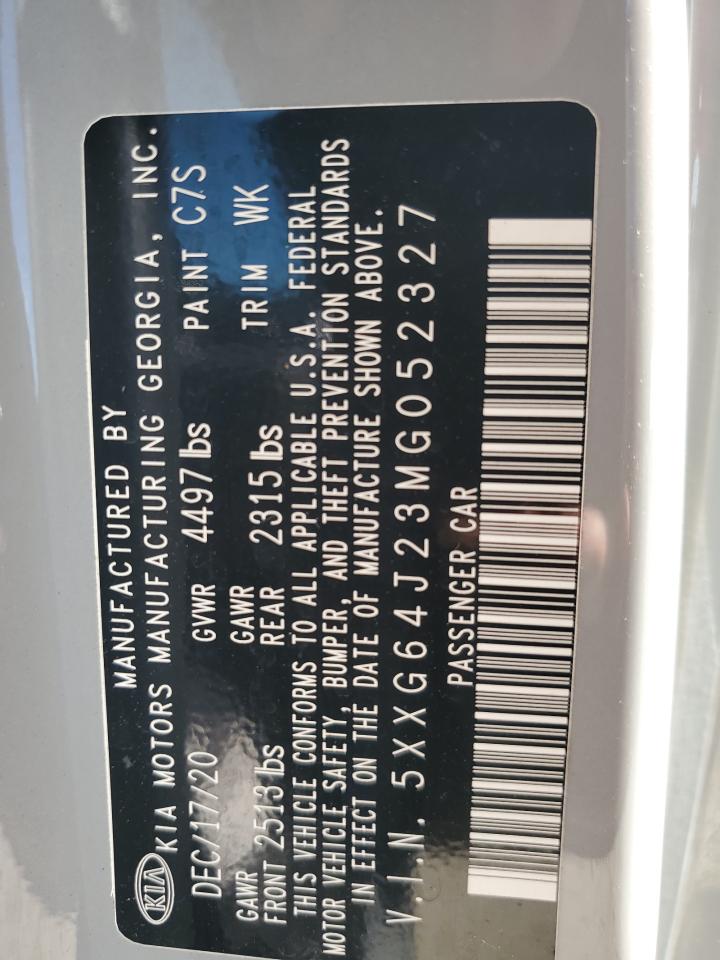 MANUFACTURED BY
KIA KIA MOTORS MANUFACTURING GEORGIA, INC.
DEC/17/20 GVWR 4497 lbs PAINT C7S
GAWR FRONT 2513 lbs GAWR REAR 2315 lbs TRIM WK
THIS VEHICLE CONFORMS TO ALL APPLICABLE U.S.A. FEDERAL
MOTOR VEHICLE SAFETY, BUMPER, AND THEFT PREVENTION STANDARDS
IN EFFECT ON THE DATE OF MANUFACTURE SHOWN ABOVE.
V.I.N. 5XXG64J23MG052327
PASSENGER CAR